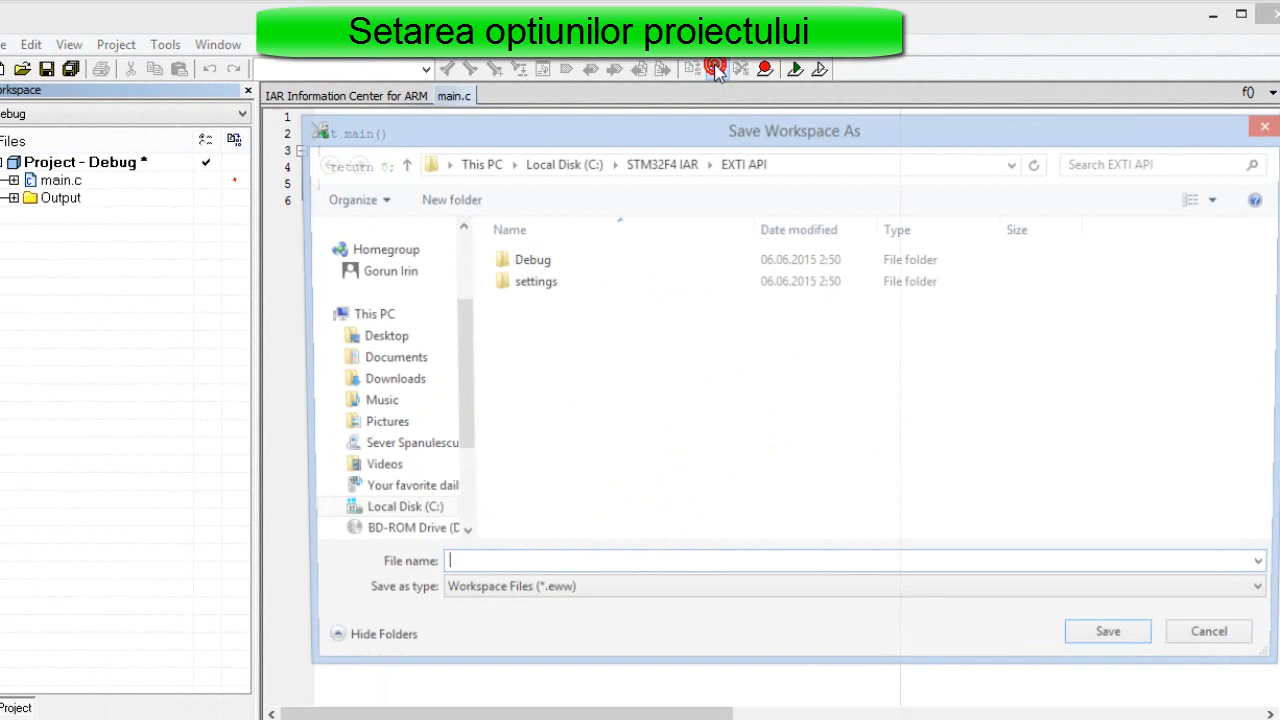 Setarea optiunilor proiectului
Edit View Project Tools Window
IAR Information Center for ARM main.c f()
ebug
Files
Project - Debug *
main.c
Output
Project
1
2 main()
3
4 return 0;
5
6
Save Workspace As
This PC Local Disk (C:) STM32F4 IAR EXTI API
Search EXTI API
Organize New folder
Name Date modified Type Size
Debug 06.06.2015 2:50 File folder
settings 06.06.2015 2:50 File folder
Homegroup
Gorun Irin
This PC
Desktop
Documents
Downloads
Music
Pictures
Sever Spanulescu
Videos
Your favorite dail
Local Disk (C:)
BD-ROM Drive (D
File name:
Save as type: Workspace Files (*.eww)
Hide Folders
Save Cancel